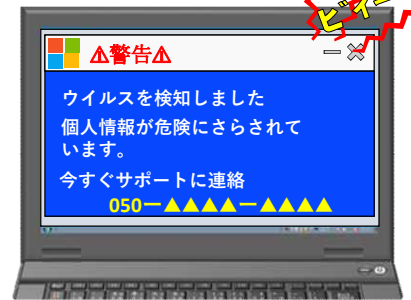 ビイー
⚠警告⚠
ウイルスを検知しました
個人情報が危険にさらされて
います。
今すぐサポートに連絡
050ー▲▲▲▲ー▲▲▲▲